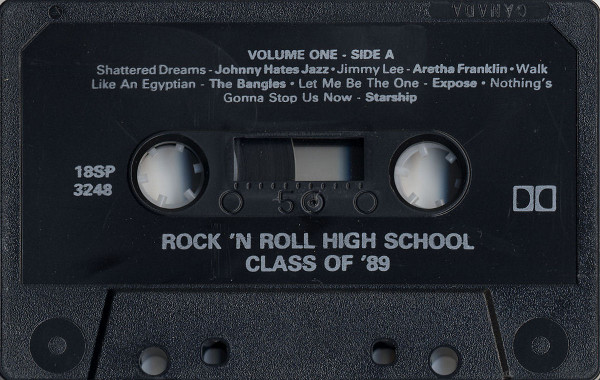 CANADA
VOLUME ONE - SIDE A
Shattered Dreams - Johnny Hates Jazz • Jimmy Lee - Aretha Franklin • Walk
Like An Egyptian - The Bangles • Let Me Be The One - Expose • Nothing's
Gonna Stop Us Now - Starship
18SP
3248
50
ROCK 'N ROLL HIGH SCHOOL
CLASS OF '89